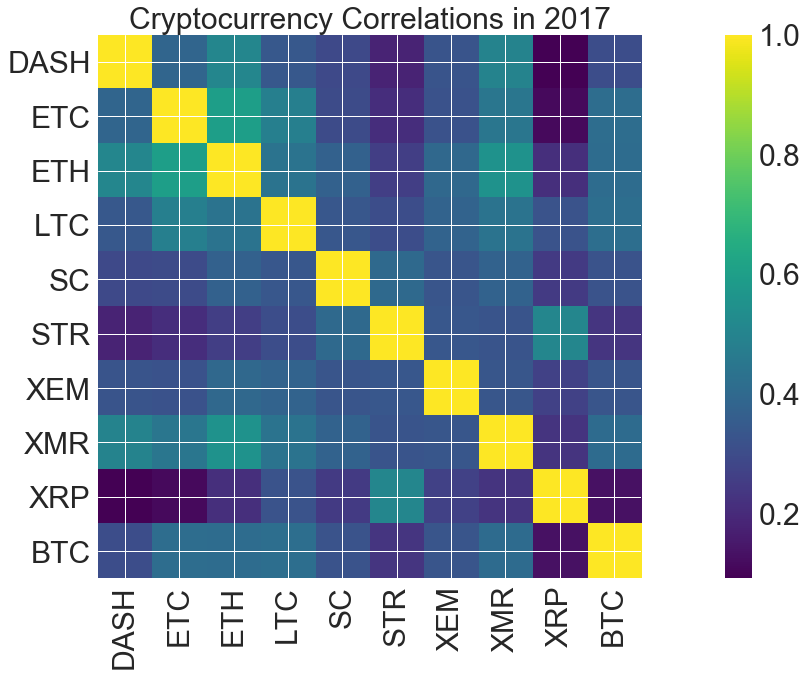 Cryptocurrency Correlations in 2017
DASH
ETC
ETH
LTC
SC
STR
XEM
XMR
XRP
BTC
DASH
ETC
ETH
LTC
SC
STR
XEM
XMR
XRP
BTC
1.0
0.8
0.6
0.4
0.2